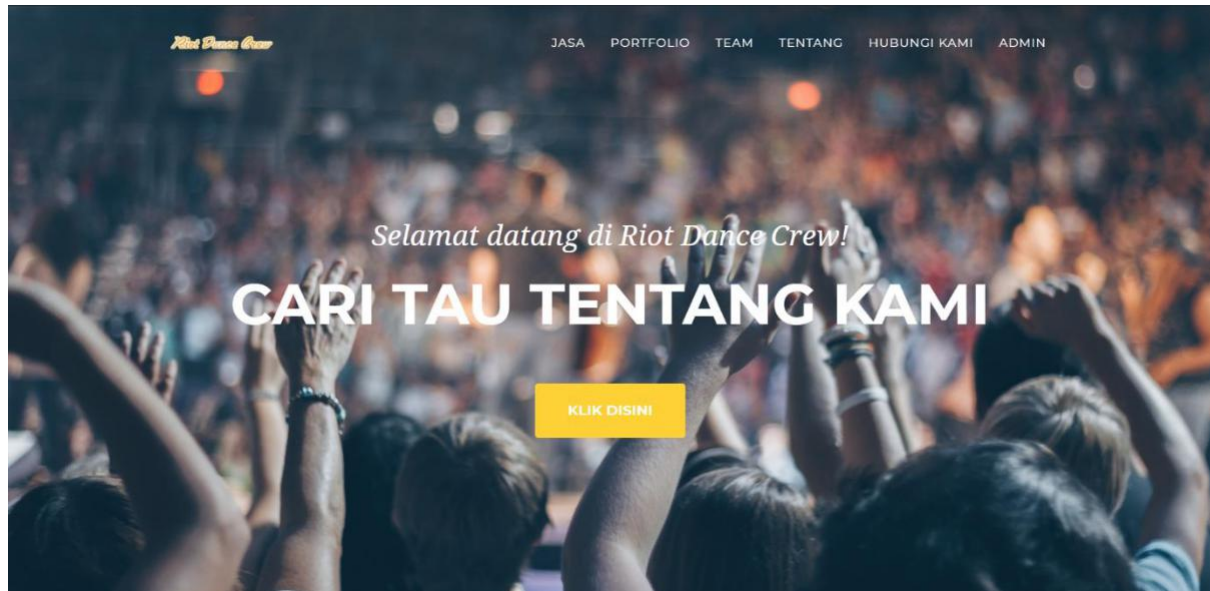 Riot Dance Crew
JASA PORTFOLIO TEAM TENTANG HUBUNGI KAMI ADMIN
Selamat datang di Riot Dance Crew!
CARI TAU TENTANG KAMI
KLIK DISINI